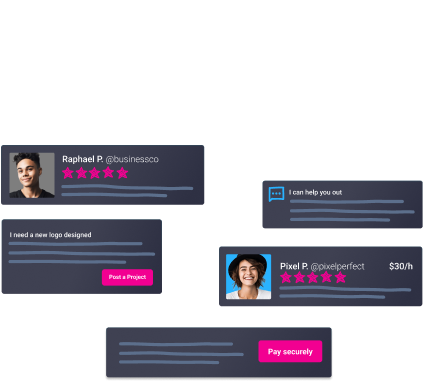 Raphael P. @businessco
I can help you out
I need a new logo designed
Post a Project
Pixel P. @pixelperfect $30/h
Pay securely